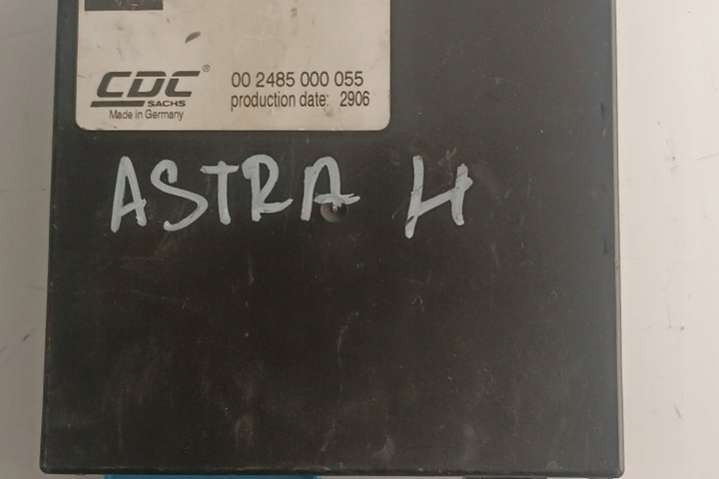 CDC®
SACHS
Made in Germany
00 2485 000 055
production date: 2906
ASTRA H